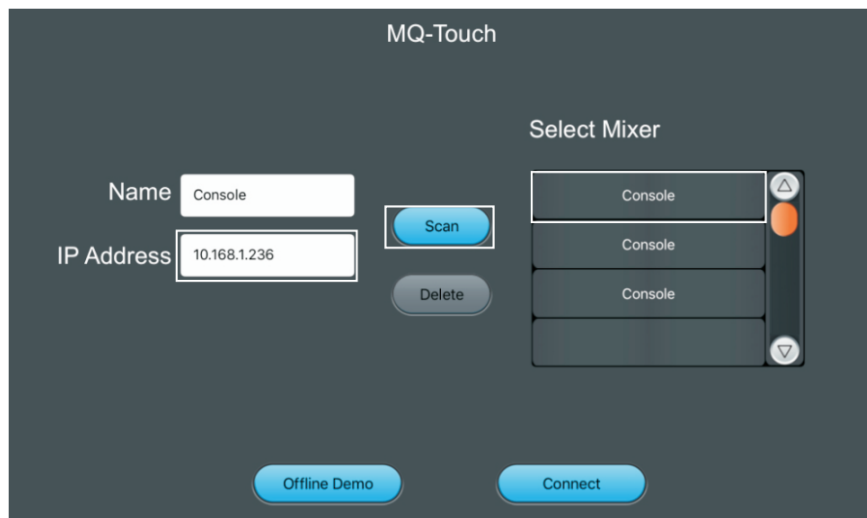 MQ-Touch
Select Mixer
Name
Console
IP Address
10.168.1.236
Scan
Delete
Console
Console
Console
Offline Demo
Connect